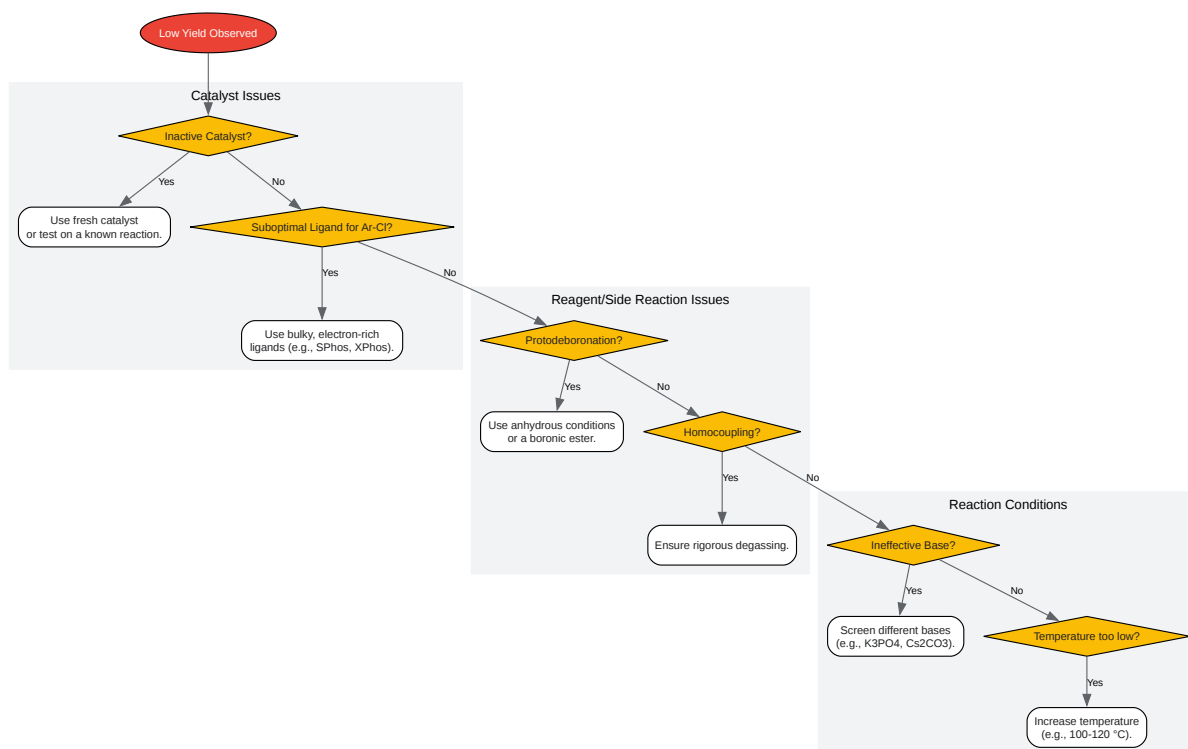 Low Yield Observed
Catalyst Issues
Inactive Catalyst?
Yes
No
Use fresh catalyst
or test on a known reaction.
Suboptimal Ligand for Ar-Cl?
Yes
No
Use bulky, electron-rich
ligands (e.g., SPhos, XPhos).
Reagent/Side Reaction Issues
Protodeboronation?
Yes
No
Use anhydrous conditions
or a boronic ester.
Homocoupling?
Yes
No
Ensure rigorous degassing.
Reaction Conditions
Ineffective Base?
Yes
No
Screen different bases
(e.g., K3PO4, Cs2CO3).
Temperature too low?
Yes
Increase temperature
(e.g., 100-120 °C).